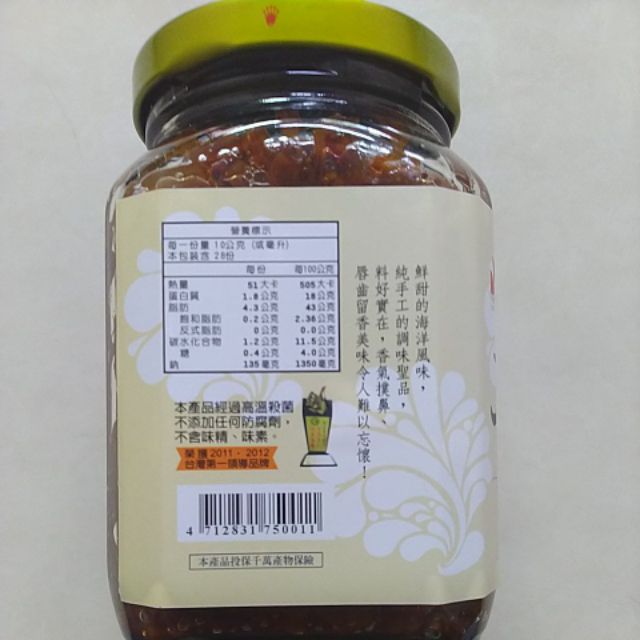 營養標示
每一份量 10公克 (或毫升)
本包裝含 28份
每份 每100公克
熱量 51大卡 505大卡
蛋白質 1.8公克 18公克
脂肪 4.3公克 43公克
飽和脂肪 0.2公克 2.36公克
反式脂肪 0公克 0.0公克
碳水化合物 1.2公克 11.5公克
糖 0.4公克 4.0公克
鈉 135毫克 1350毫克
鮮甜的海洋風味，
純手工的調味聖品，
料好實在，香氣撲鼻、
唇齒留香美味令人難以忘懷！
本產品經過高溫殺菌
不添加任何防腐劑，
不含味精、味素。
榮獲2011、2012
台灣第一領導品牌
4 712831 750011
本產品投保千萬產物保險